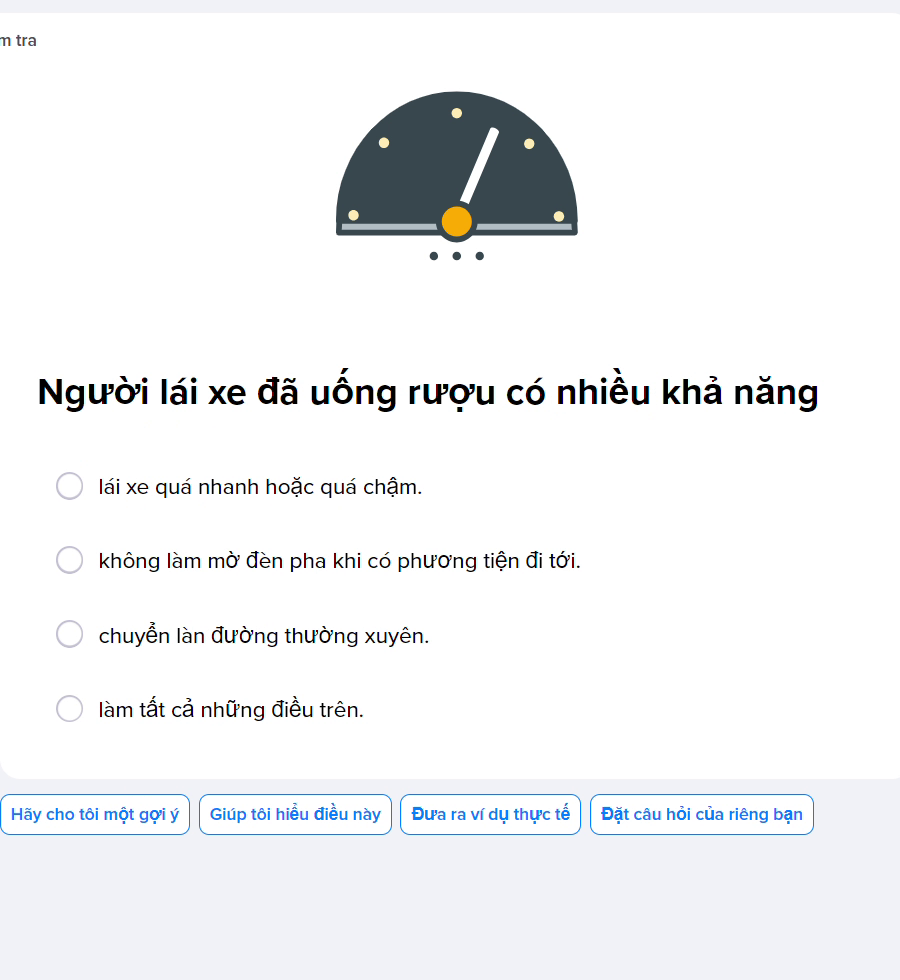 m tra
Người lái xe đã uống rượu có nhiều khả năng
lái xe quá nhanh hoặc quá chậm.
không làm mờ đèn pha khi có phương tiện đi tới.
chuyển làn đường thường xuyên.
làm tất cả những điều trên.
Hãy cho tôi một gợi ý
Giúp tôi hiểu điều này
Đưa ra ví dụ thực tế
Đặt câu hỏi của riêng bạn